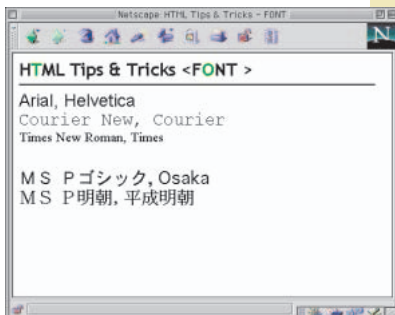 Netscape: HTML Tips & Tricks - FONT
N
HTML Tips & Tricks <FONT >
Arial, Helvetica
Courier New, Courier
Times New Roman, Times
ＭＳ Ｐゴシック, Osaka
ＭＳ Ｐ明朝, 平成明朝